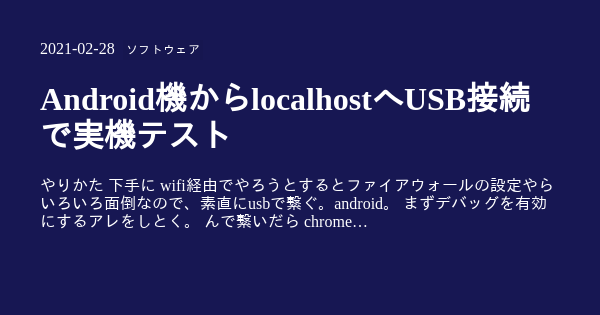 2021-02-28 ソフトウェア
Android機からlocalhostへUSB接続
で実機テスト
やりかた 下手に wifi経由でやろうとするとファイアウォールの設定やら
いろいろ面倒なので、素直にusbで繋ぐ。android。 まずデバッグを有効
にするアレをしとく。 んで繋いだら chrome…